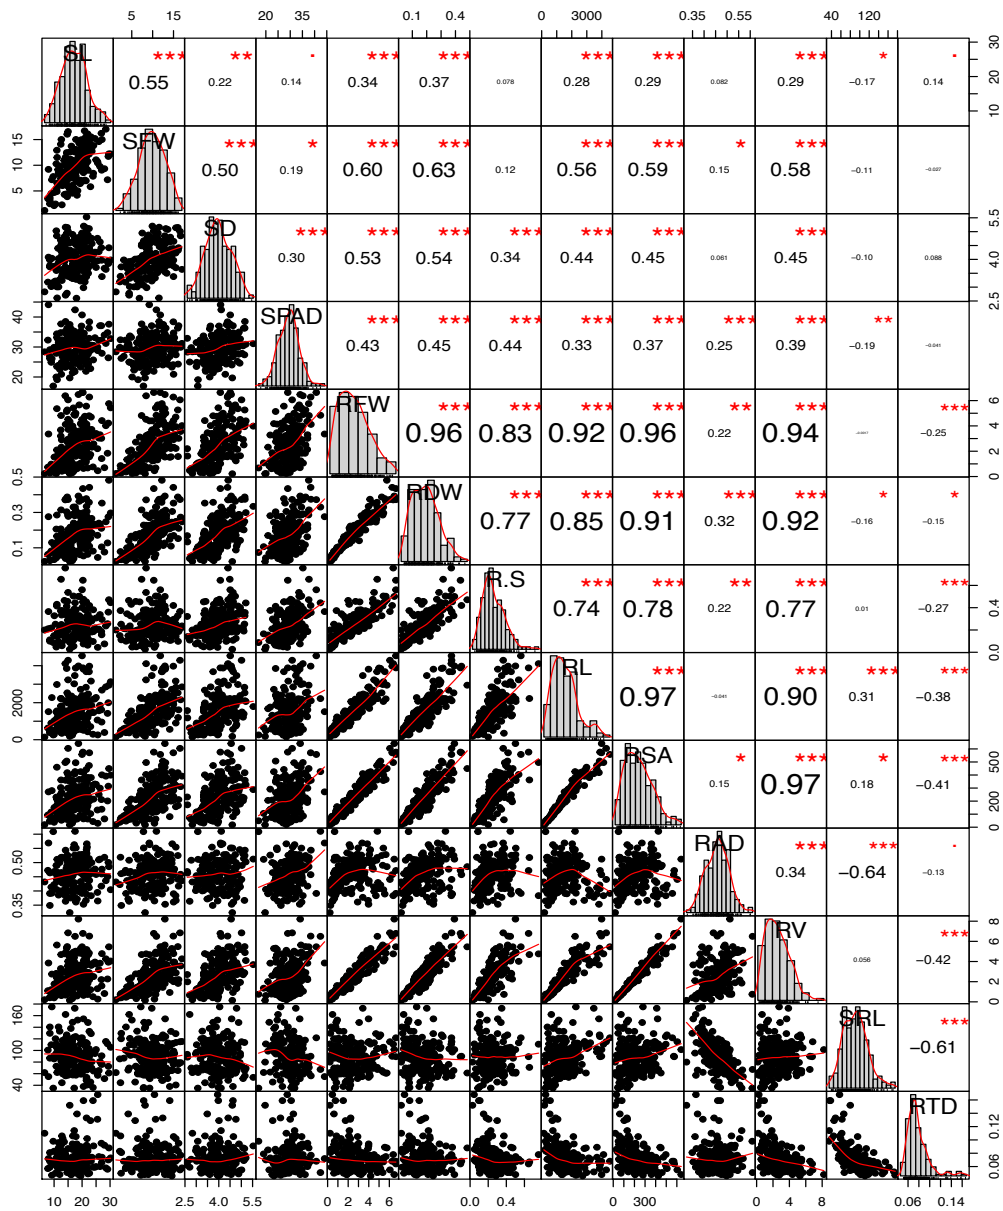 5 15 20 35 0.1 0.4 0 3000 0.35 0.55 40 120
SL *** ** . *** *** *** *** *** * .
0.55 0.22 0.14 0.34 0.37 0.078 0.28 0.29 0.082 0.29 −0.17 0.14
10 20 30
SFW *** * *** *** *** *** * ***
0.50 0.19 0.60 0.63 0.12 0.56 0.59 0.15 0.58 −0.11 −0.027
5 10 15
SD *** *** *** *** *** *** ***
0.30 0.53 0.54 0.34 0.44 0.45 0.061 0.45 −0.10 0.088
2.5 4.0 5.5
SPAD *** *** *** *** *** *** *** **
0.43 0.45 0.44 0.33 0.37 0.25 0.39 −0.19 −0.041
20 30 40
RFW *** *** *** *** ** *** ***
0.96 0.83 0.92 0.96 0.22 0.94 −0.25
0 2 4 6
RDW *** *** *** *** *** * *
0.77 0.85 0.91 0.32 0.92 −0.16 −0.15
0.1 0.3 0.5
R.S *** *** ** *** ***
0.74 0.78 0.22 0.77 0.01 −0.27
0.0 0.4
RL *** *** *** ***
0.97 −0.041 0.90 0.31 −0.38
0 2000
RSA * *** * ***
0.15 0.97 0.18 −0.41
0 200 500
RAD *** *** .
0.34 −0.64 −0.13
0.35 0.50
RV ***
0.056 −0.42
0 2 4 6 8
SRL ***
−0.61
40 100 160
RTD
0.06 0.12
10 20 30 2.5 4.0 5.5 0 2 4 6 0.0 0.4 0 300 0 4 8 0.06 0.14